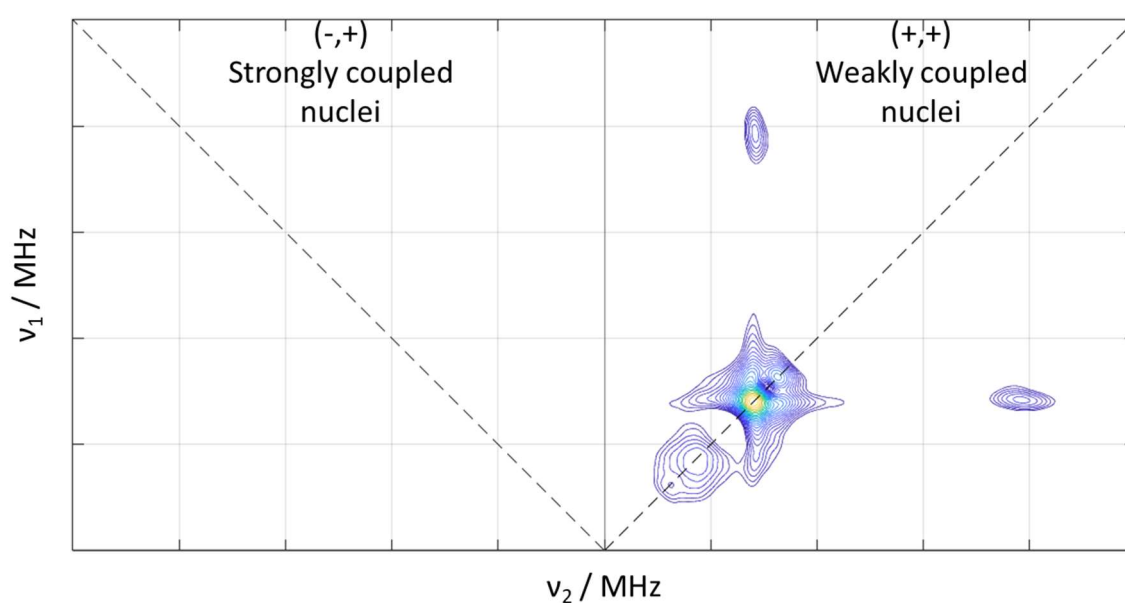 (-,+)
Strongly coupled
nuclei
(+,+)
Weakly coupled
nuclei
ν₁ / MHz
ν₂ / MHz